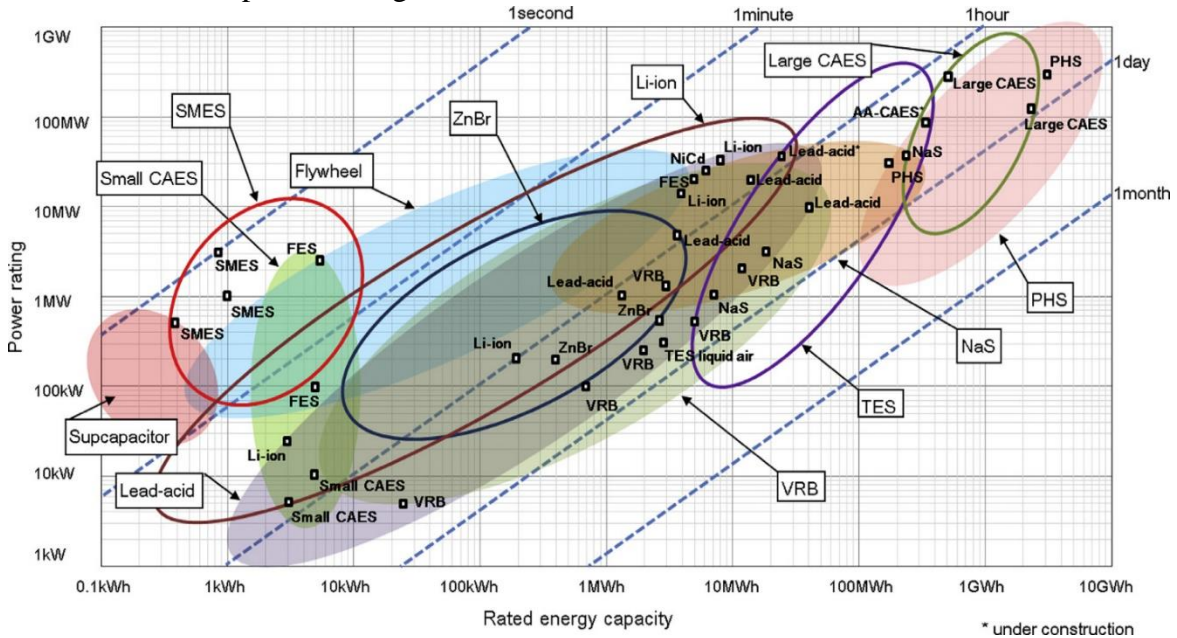 1second 1minute 1hour
1GW
Large CAES
PHS
1day
Li-ion
Large CAES
SMES
ZnBr
AA-CAES*
Large CAES
100MW
Small CAES
Flywheel
Li-ion
Lead-acid*
NiCd
NaS
FES
Lead-acid
PHS
1month
10MW
Li-ion
Lead-acid
FES
Lead-acid
SMES
VRB
NaS
Lead-acid
VRB
PHS
1MW
SMES
ZnBr
NaS
SMES
VRB
NaS
Li-ion
ZnBr
TES liquid air
VRB
100kW
TES
FES
VRB
Supcapacitor
Li-ion
10kW
Lead-acid
Small CAES
VRB
VRB
Small CAES
1kW
0.1kWh 1kWh 10kWh 100kWh 1MWh 10MWh 100MWh 1GWh 10GWh
Power rating
Rated energy capacity
* under construction